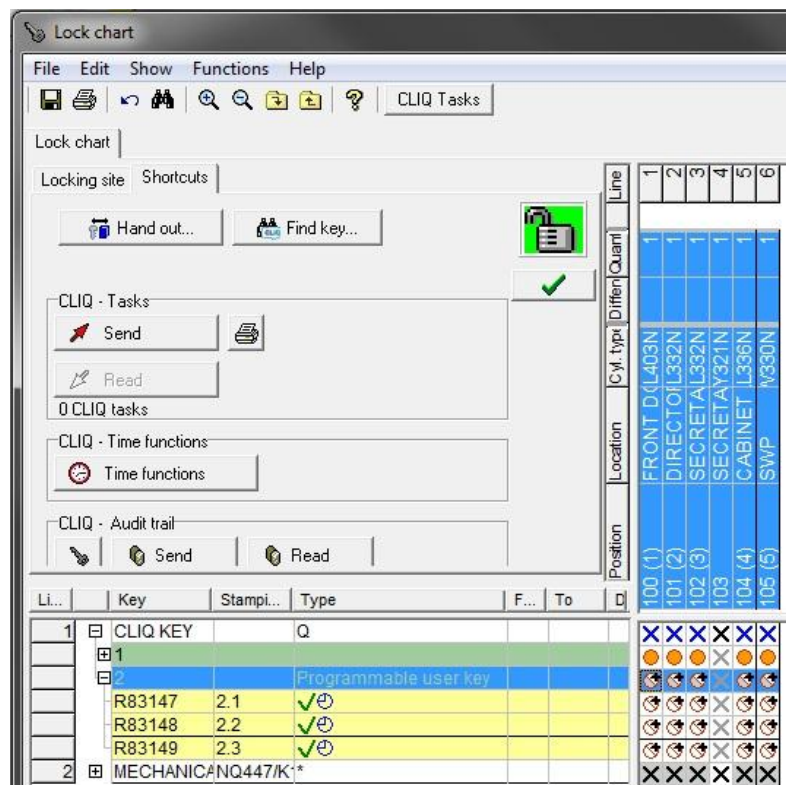 Lock chart
File Edit Show Functions Help
CLIQ Tasks
Lock chart
Locking site Shortcuts
Hand out... Find key...
CLIQ - Tasks
Send
Read
0 CLIQ tasks
CLIQ - Time functions
Time functions
CLIQ - Audit trail
Send Read
Line
Quant
Differ
Cyl. type
Location
Position
1 2 3 4 5 6
1 1 1 1 1 1
100 (1) FRONT DO L403N
101 (2) DIRECTOR L332N
102 (3) SECRETA L332N
103 SECRETA Y321N
104 (4) CABINET L336N
105 (5) SWP V330N
Li... Key Stampi... Type F... To D
1 CLIQ KEY Q
1
2 Programmable user key
R83147 2.1
R83148 2.2
R83149 2.3
2 MECHANICA NQ447/K *